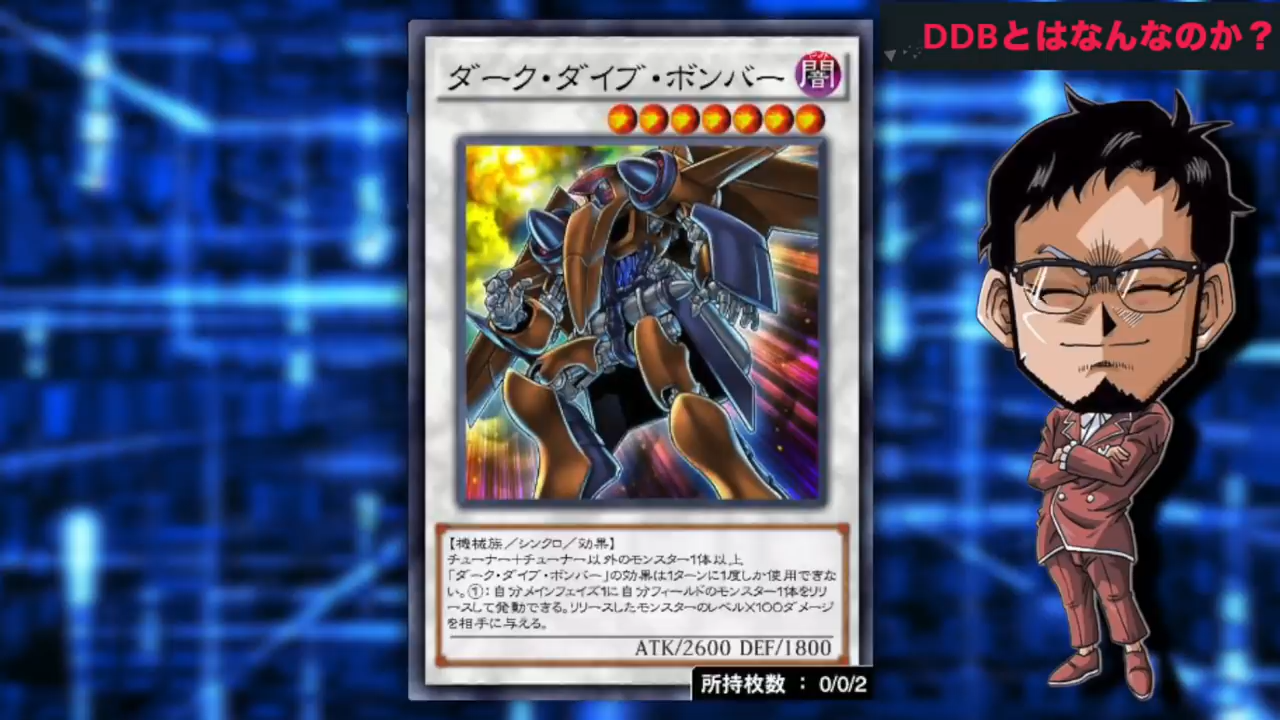 DDBとはなんなのか？
ダーク・ダイブ・ボンバー 闇
【機械族／シンクロ／効果】
チューナー＋チューナー以外のモンスター1体以上
「ダーク・ダイブ・ボンバー」の効果は1ターンに1度しか使用できな
い。①：自分メインフェイズ1に自分フィールドのモンスター1体をリリ
ースして発動できる。リリースしたモンスターのレベル×100ダメージ
を相手に与える。
ATK/2600 DEF/1800
所持枚数 ： 0/0/2